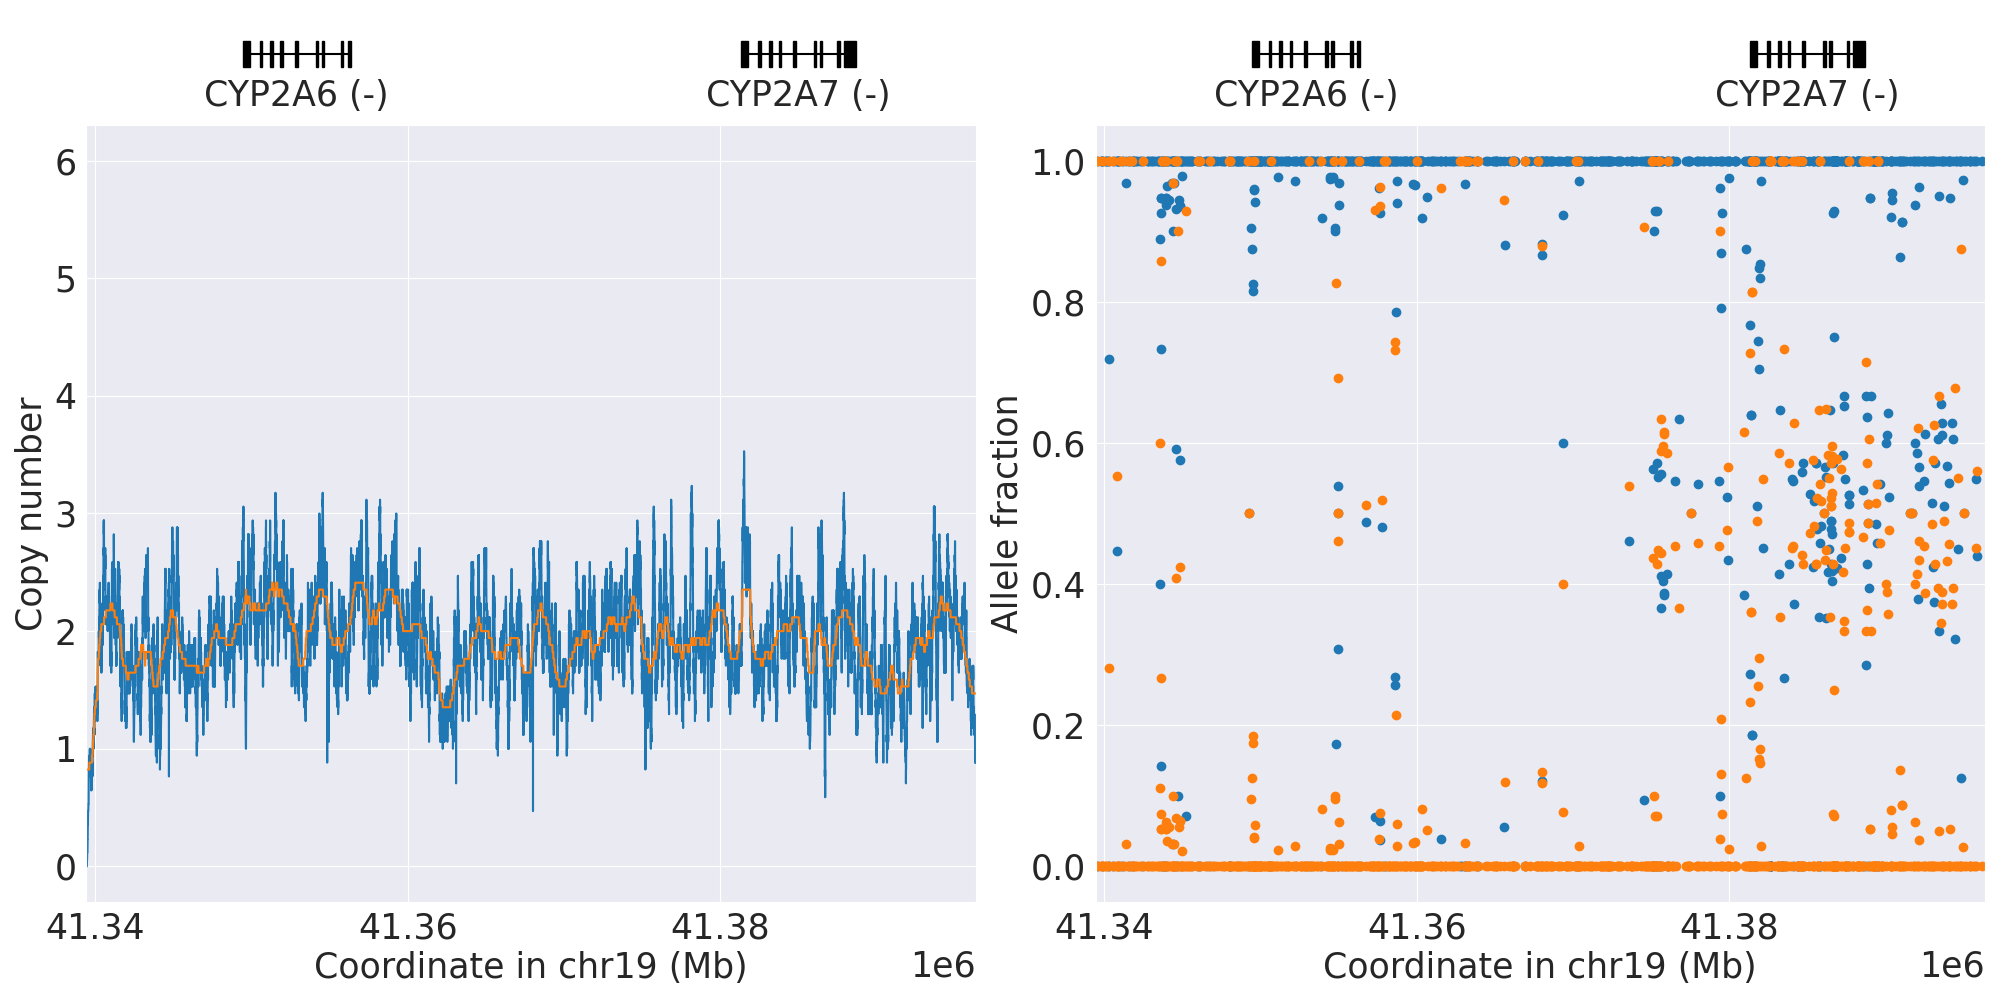 CYP2A6 (-)
CYP2A7 (-)
Copy number
6
5
4
3
2
1
0
41.34
41.36
41.38
Coordinate in chr19 (Mb)
1e6
CYP2A6 (-)
CYP2A7 (-)
Allele fraction
1.0
0.8
0.6
0.4
0.2
0.0
41.34
41.36
41.38
Coordinate in chr19 (Mb)
1e6